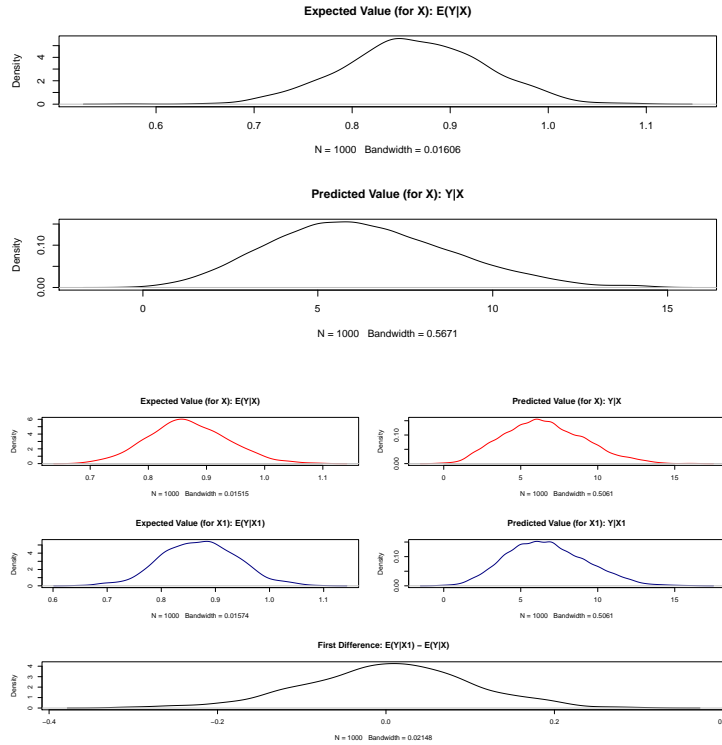 Expected Value (for X): E(Y|X)
Density
0 2 4
0.6 0.7 0.8 0.9 1.0 1.1
N = 1000 Bandwidth = 0.01606
Predicted Value (for X): Y|X
Density
0.00 0.10
0 5 10 15
N = 1000 Bandwidth = 0.5671
Expected Value (for X): E(Y|X)
Density
0 1 2 3 4 6
0.7 0.8 0.9 1.0 1.1
N = 1000 Bandwidth = 0.01515
Predicted Value (for X): Y|X
Density
0.00 0.10
0 5 10 15
N = 1000 Bandwidth = 0.5061
Expected Value (for X1): E(Y|X1)
Density
0 2 4
0.6 0.7 0.8 0.9 1.0 1.1
N = 1000 Bandwidth = 0.01574
Predicted Value (for X1): Y|X1
Density
0.00 0.10
0 5 10 15
N = 1000 Bandwidth = 0.5061
First Difference: E(Y|X1) − E(Y|X)
Density
0 1 2 3 4
−0.4 −0.2 0.0 0.2
N = 1000 Bandwidth = 0.02148